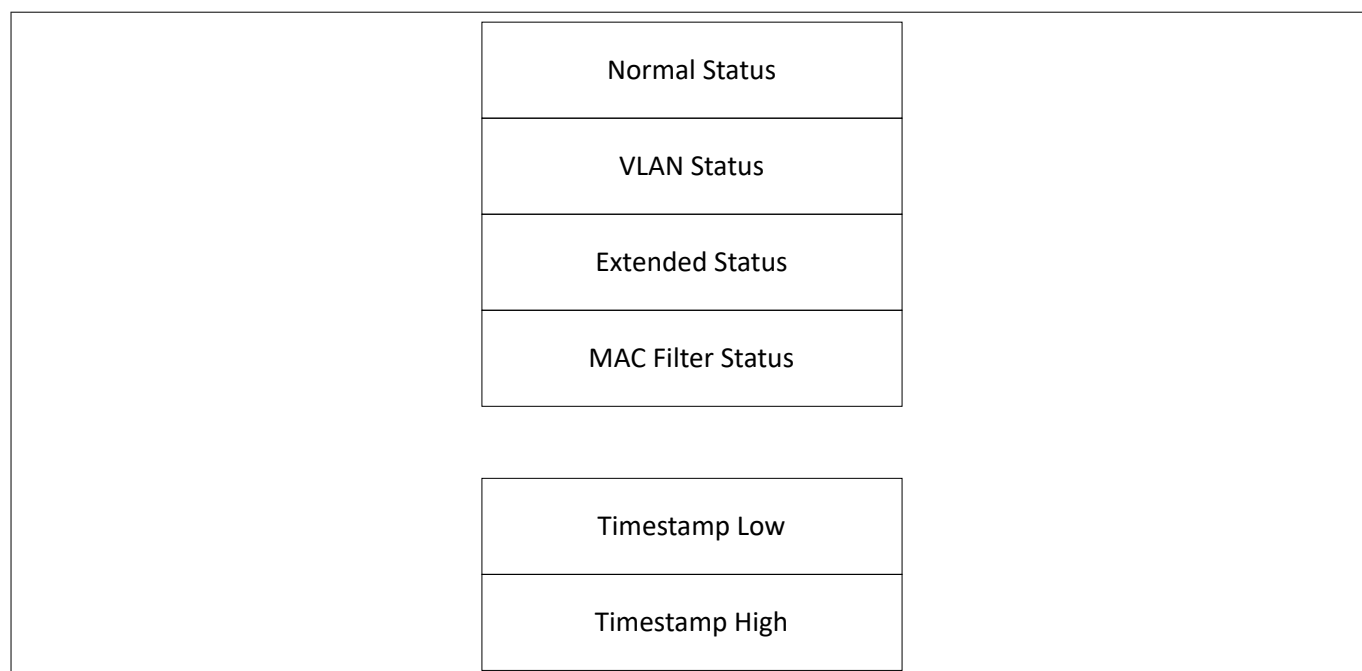 Normal Status
VLAN Status
Extended Status
MAC Filter Status
Timestamp Low
Timestamp High